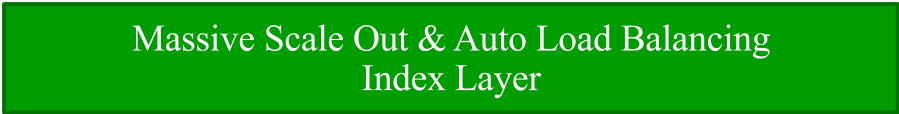 Massive Scale Out & Auto Load Balancing
Index Layer